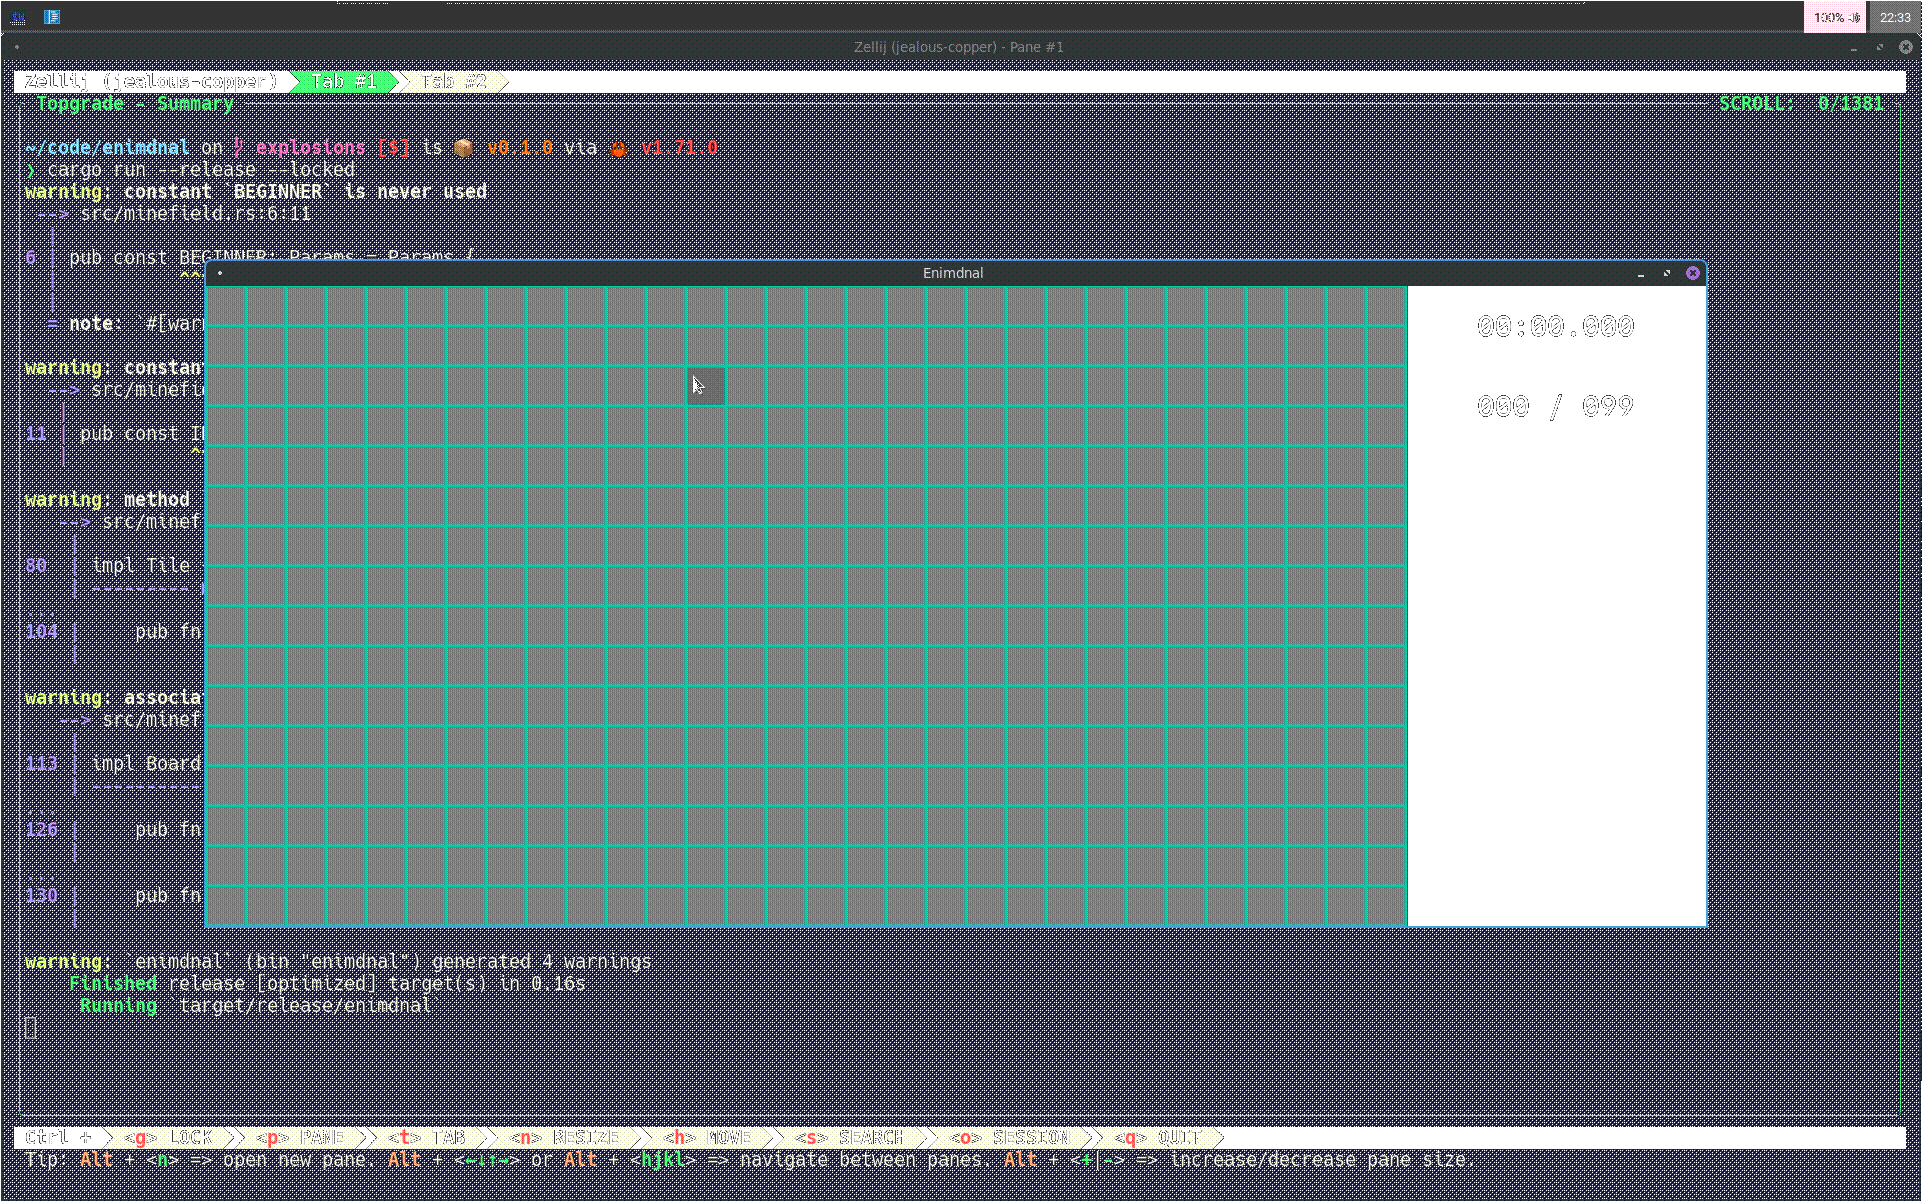 100%
22:33
Zellij (jealous-copper) - Pane #1
Zellij (jealous-copper) Tab #1 Tab #2
Topgrade - Summary SCROLL: 0/1381
~/code/enimdnal on explosions [$] is 📦 v0.1.0 via 🦀 v1.71.0
❯ cargo run --release --locked
warning: constant `BEGINNER` is never used
--> src/minefield.rs:6:11
|
6 | pub const BEGINNER: Params = Params {
| ^^
|
= note: `#[warn
warning: constan
--> src/minefi
|
11 | pub const I
| ^
warning: method
--> src/minef
|
80 | impl Tile
| ---------
...
104 | pub fn
|
warning: associa
--> src/minef
|
113 | impl Board
| ----------
...
126 | pub fn
|
...
130 | pub fn
|
Enimdnal
00:00.000
000 / 099
warning: `enimdnal` (bin "enimdnal") generated 4 warnings
Finished release [optimized] target(s) in 0.16s
Running `target/release/enimdnal`
Ctrl + <g> LOCK <p> PANE <t> TAB <n> RESIZE <h> MOVE <s> SEARCH <o> SESSION <q> QUIT
Tip: Alt + <n> => open new pane. Alt + <←↓↑→> or Alt + <hjkl> => navigate between panes. Alt + <+|-> => increase/decrease pane size.